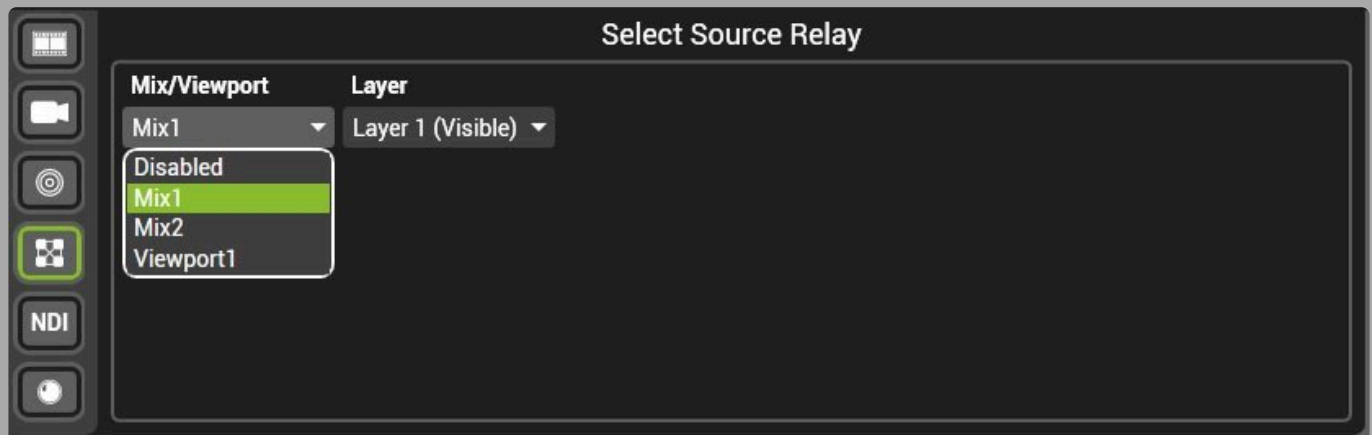 Select Source Relay
Mix/Viewport Layer
Mix1 Layer 1 (Visible)
Disabled
Mix1
Mix2
Viewport1
NDI